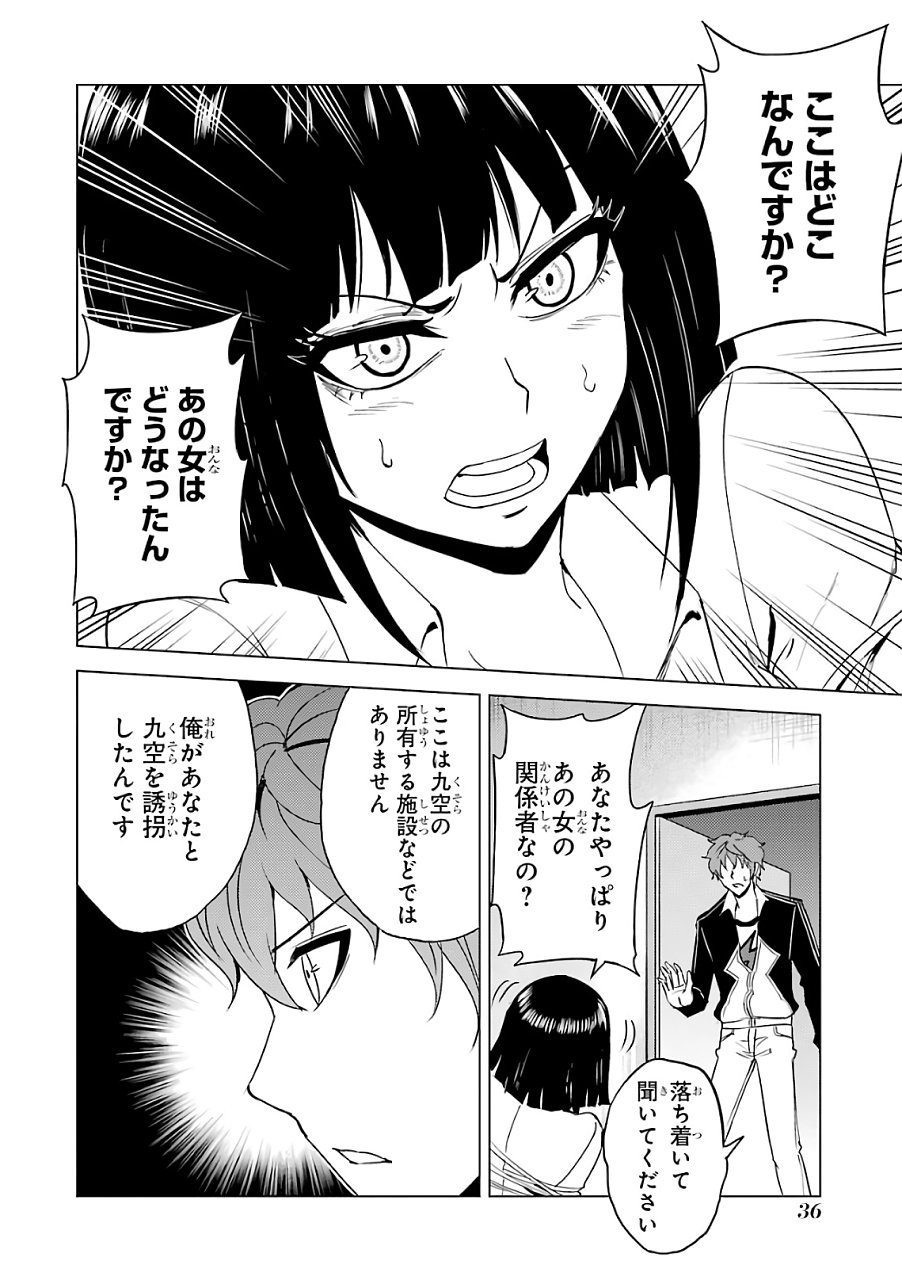 ここはどこ
なんですか?
あの女は
どうなったん
ですか?
あなたやっぱり
あの女の
関係者なの?
落ち着いて
聞いてください
ここは九空の
所有する施設などでは
ありません
俺があなたと
九空を誘拐
したんです
36